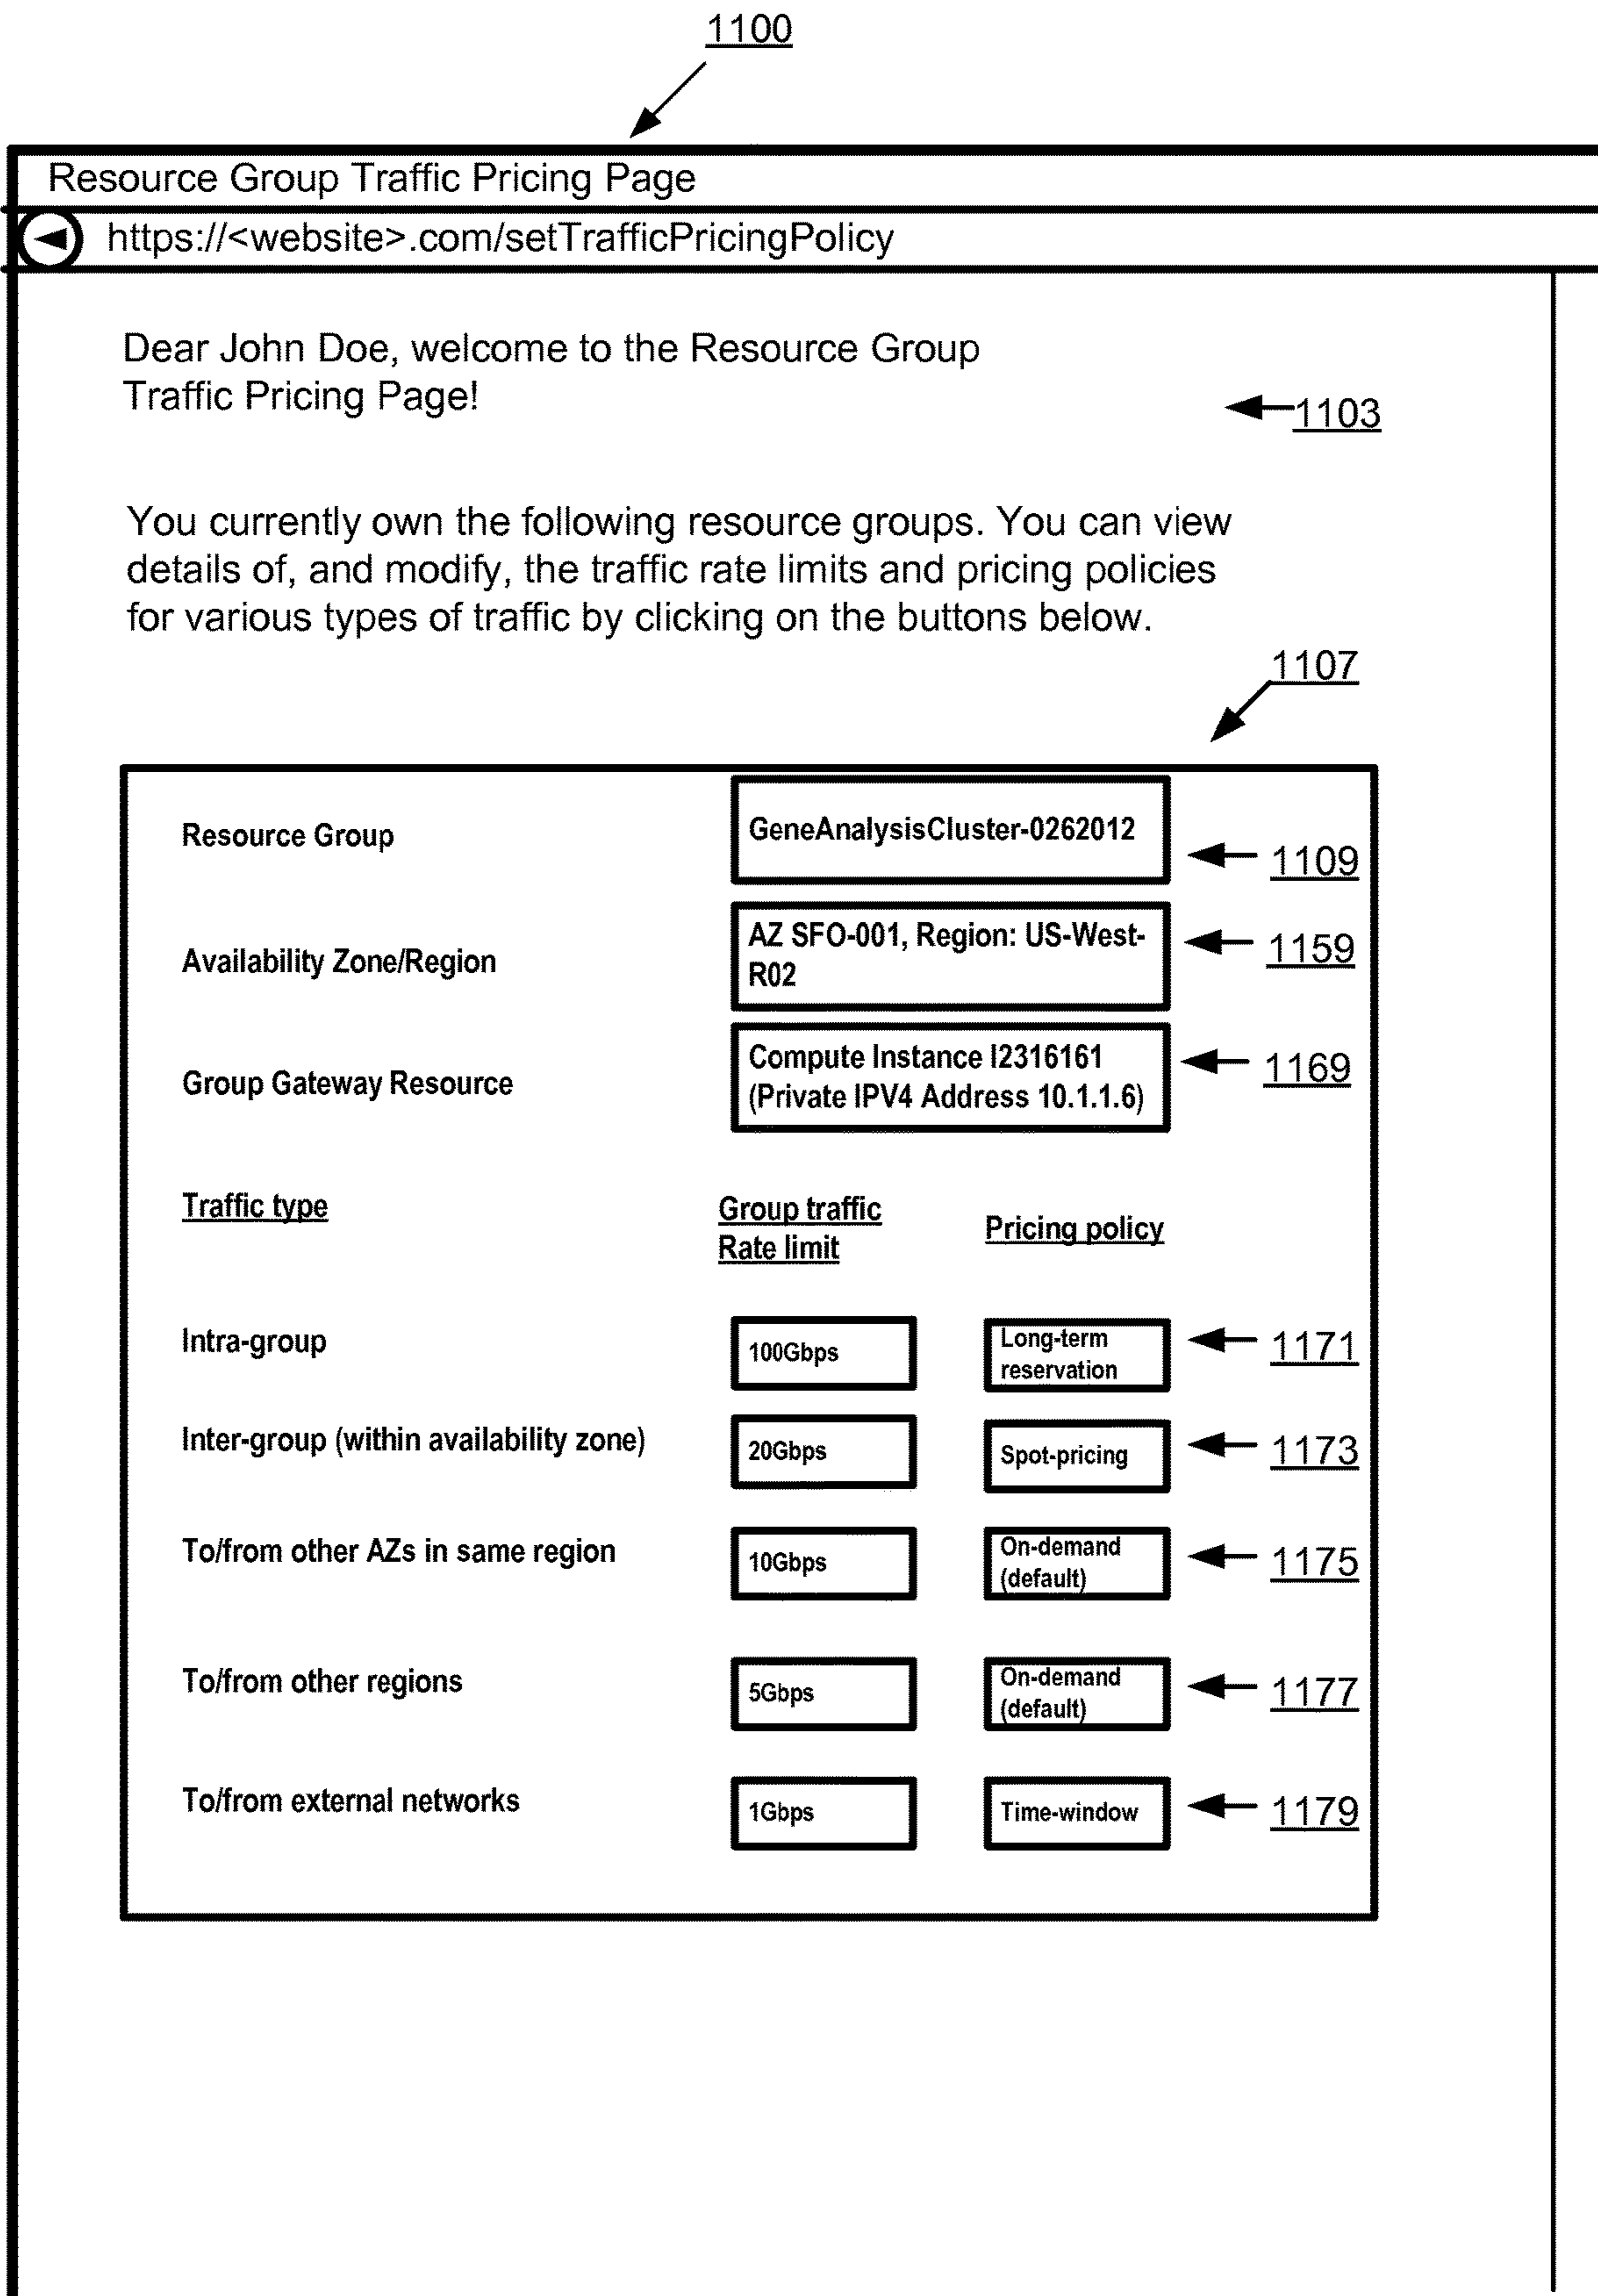 1100
Resource Group Traffic Pricing Page
https://<website>.com/setTrafficPricingPolicy
Dear John Doe, welcome to the Resource Group
Traffic Pricing Page!
1103
You currently own the following resource groups. You can view
details of, and modify, the traffic rate limits and pricing policies
for various types of traffic by clicking on the buttons below.
1107
Resource Group
GeneAnalysisCluster-0262012
1109
Availability Zone/Region
AZ SFO-001, Region: US-West-
R02
1159
Group Gateway Resource
Compute Instance I2316161
(Private IPV4 Address 10.1.1.6)
1169
Traffic type
Group traffic
Rate limit
Pricing policy
Intra-group
100Gbps
Long-term
reservation
1171
Inter-group (within availability zone)
20Gbps
Spot-pricing
1173
To/from other AZs in same region
10Gbps
On-demand
(default)
1175
To/from other regions
5Gbps
On-demand
(default)
1177
To/from external networks
1Gbps
Time-window
1179